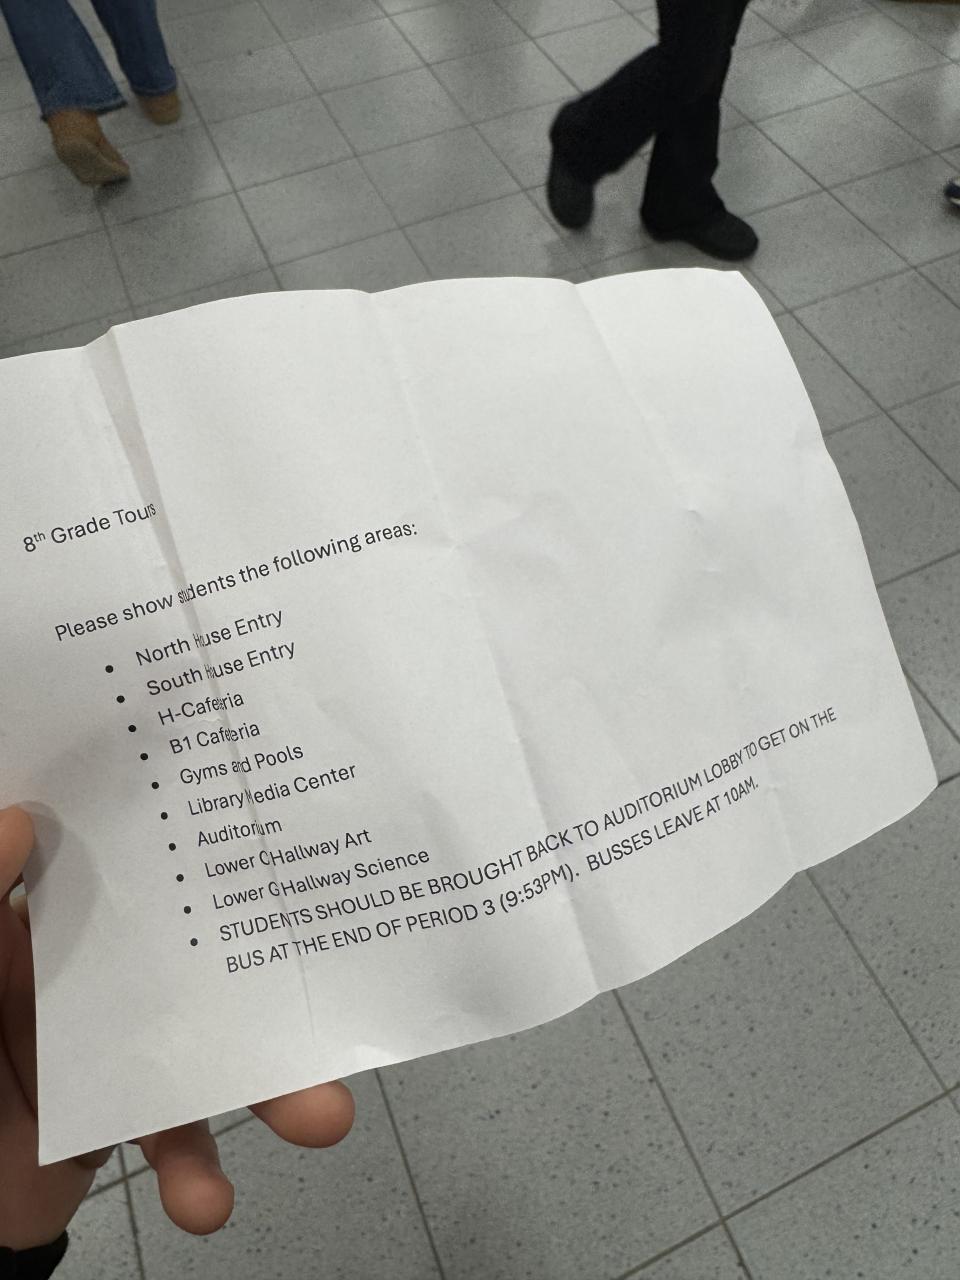 8th Grade Tours
Please show students the following areas:
• North House Entry
• South House Entry
• H-Cafeteria
• B1 Cafeteria
• Gyms and Pools
• Library Media Center
• Auditorium
• Lower C Hallway Art
• Lower G Hallway Science
• STUDENTS SHOULD BE BROUGHT BACK TO AUDITORIUM LOBBY TO GET ON THE
BUS AT THE END OF PERIOD 3 (9:53PM). BUSSES LEAVE AT 10AM.